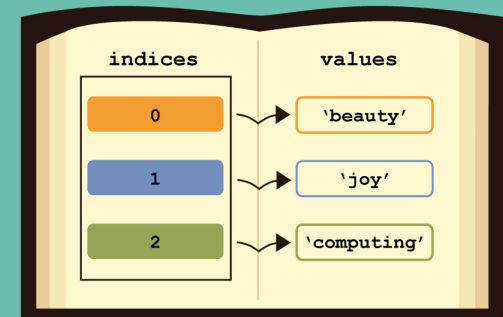 indices values
0 ‘beauty’
1 ‘joy’
2 ‘computing’